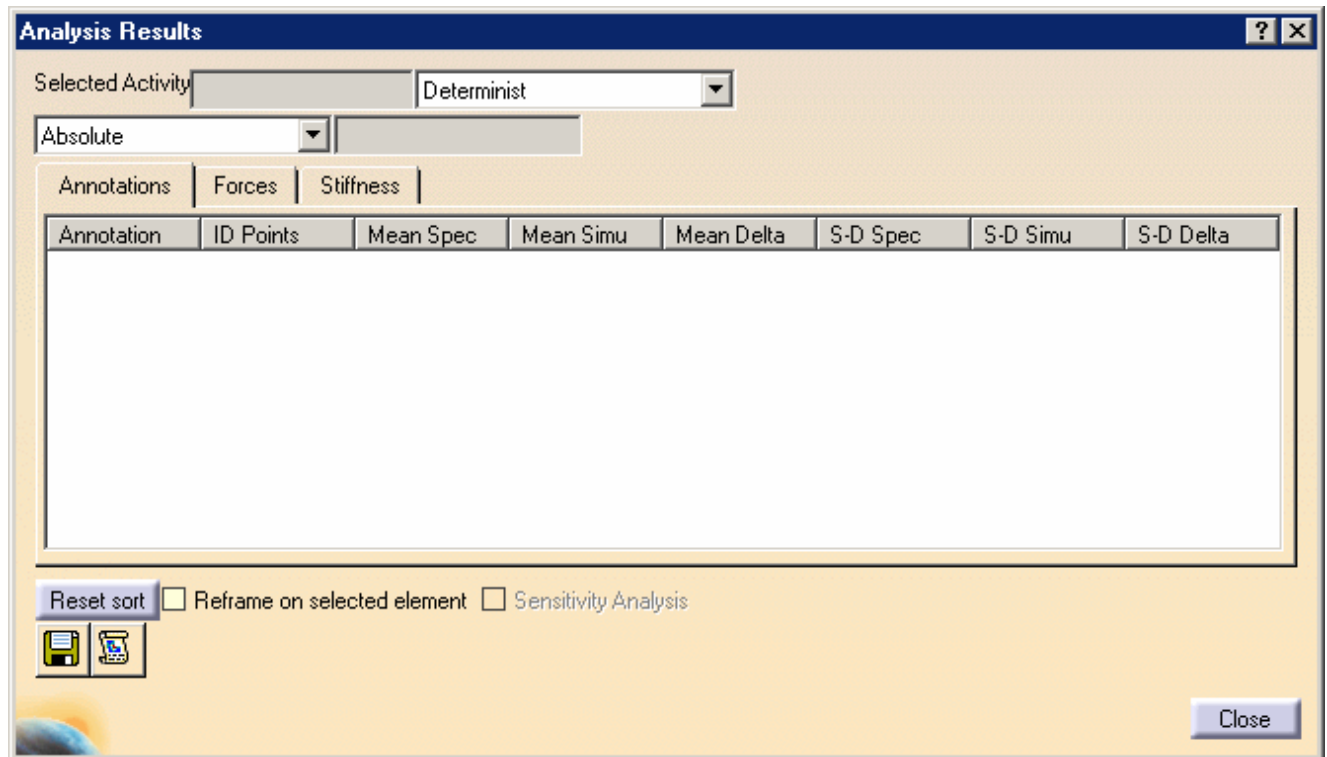 Analysis Results
Selected Activity Determinist
Absolute
Annotations Forces Stiffness
Annotation ID Points Mean Spec Mean Simu Mean Delta S-D Spec S-D Simu S-D Delta
Reset sort Reframe on selected element Sensitivity Analysis
Close